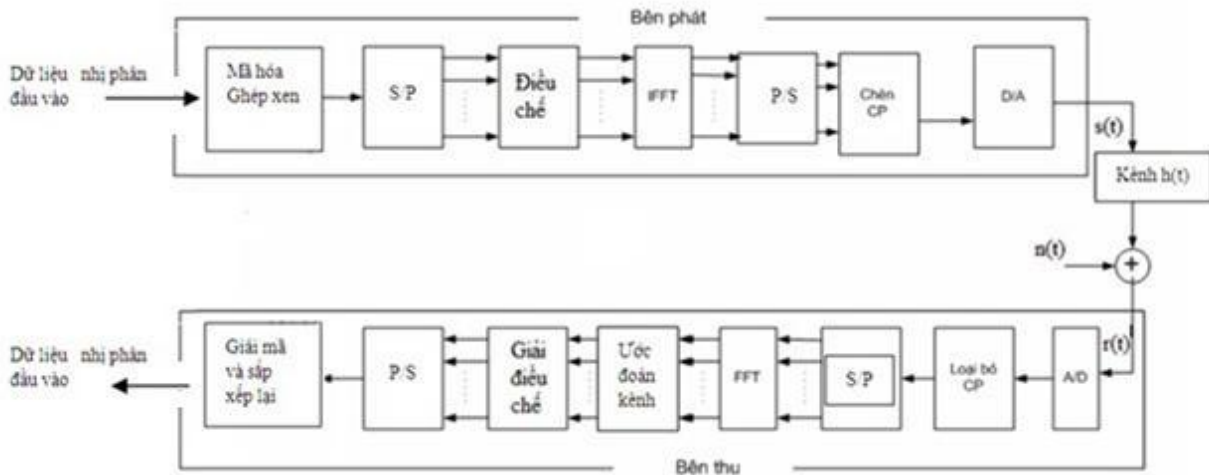 Bên phát
Dữ liệu nhị phân
đầu vào
Mã hóa
Ghép xen
S/P
Điều
chế
IFFT
P/S
Chèn
CP
D/A
s(t)
Kênh h(t)
n(t)
+
r(t)
Dữ liệu nhị phân
đầu vào
Giải mã
và sắp
xếp lại
P/S
Giải
điều
chế
Ước
đoán
kênh
FFT
S/P
Loại bỏ
CP
A/D
Bên thu